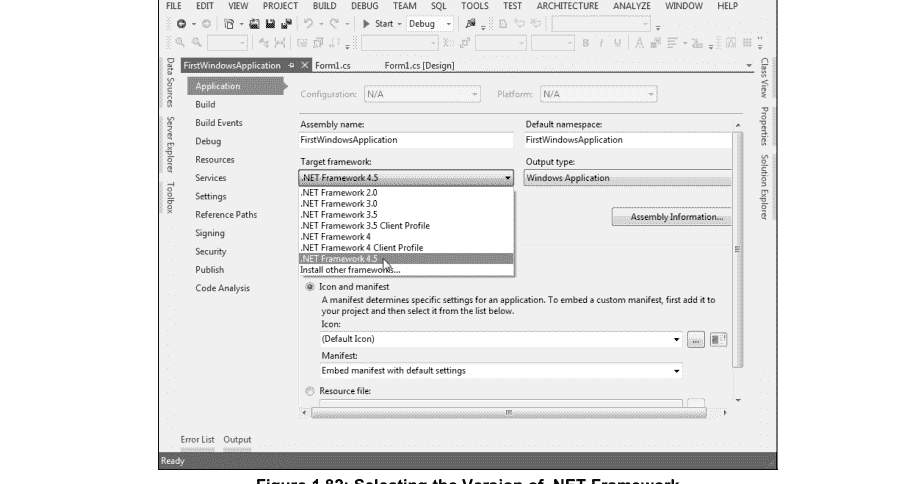 FILE EDIT VIEW PROJECT BUILD DEBUG TEAM SQL TOOLS TEST ARCHITECTURE ANALYZE WINDOW HELP
Start Debug
FirstWindowsApplication Form1.cs Form1.cs [Design]
Data Sources
Server Explorer
Toolbox
Application
Build
Build Events
Debug
Resources
Services
Settings
Reference Paths
Signing
Security
Publish
Code Analysis
Configuration: N/A Platform: N/A
Assembly name: Default namespace:
FirstWindowsApplication FirstWindowsApplication
Target framework: Output type:
.NET Framework 4.5 Windows Application
.NET Framework 2.0
.NET Framework 3.0
.NET Framework 3.5
.NET Framework 3.5 Client Profile
.NET Framework 4
.NET Framework 4 Client Profile
.NET Framework 4.5
Install other frameworks...
Assembly Information...
Icon and manifest
A manifest determines specific settings for an application. To embed a custom manifest, first add it to
your project and then select it from the list below.
Icon:
(Default Icon) ...
Manifest:
Embed manifest with default settings
Resource file:
Class View
Properties
Solution Explorer
Error List Output
Ready
Figure 1.82: Selecting the Version of .NET Framework